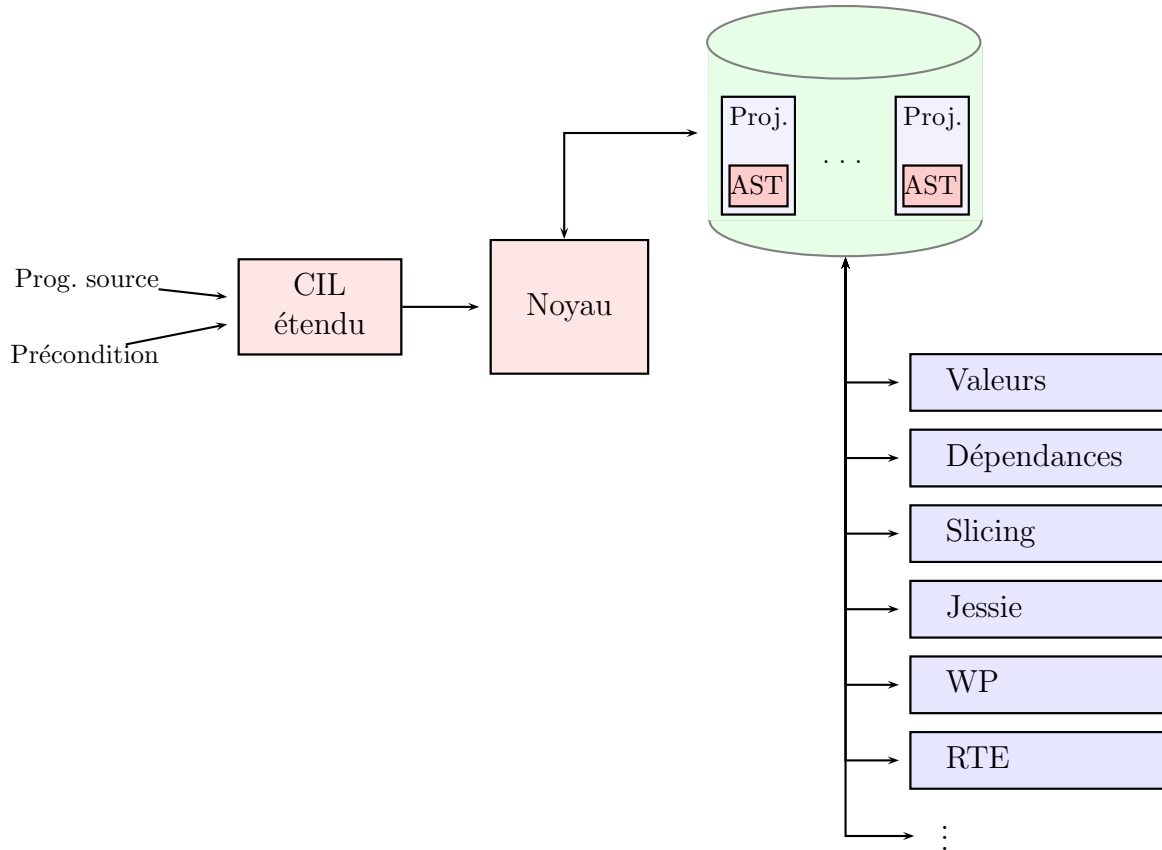 Proj.
Proj.
. . .
AST
AST
Prog. source
Précondition
CIL
étendu
Noyau
Valeurs
Dépendances
Slicing
Jessie
WP
RTE
⋮